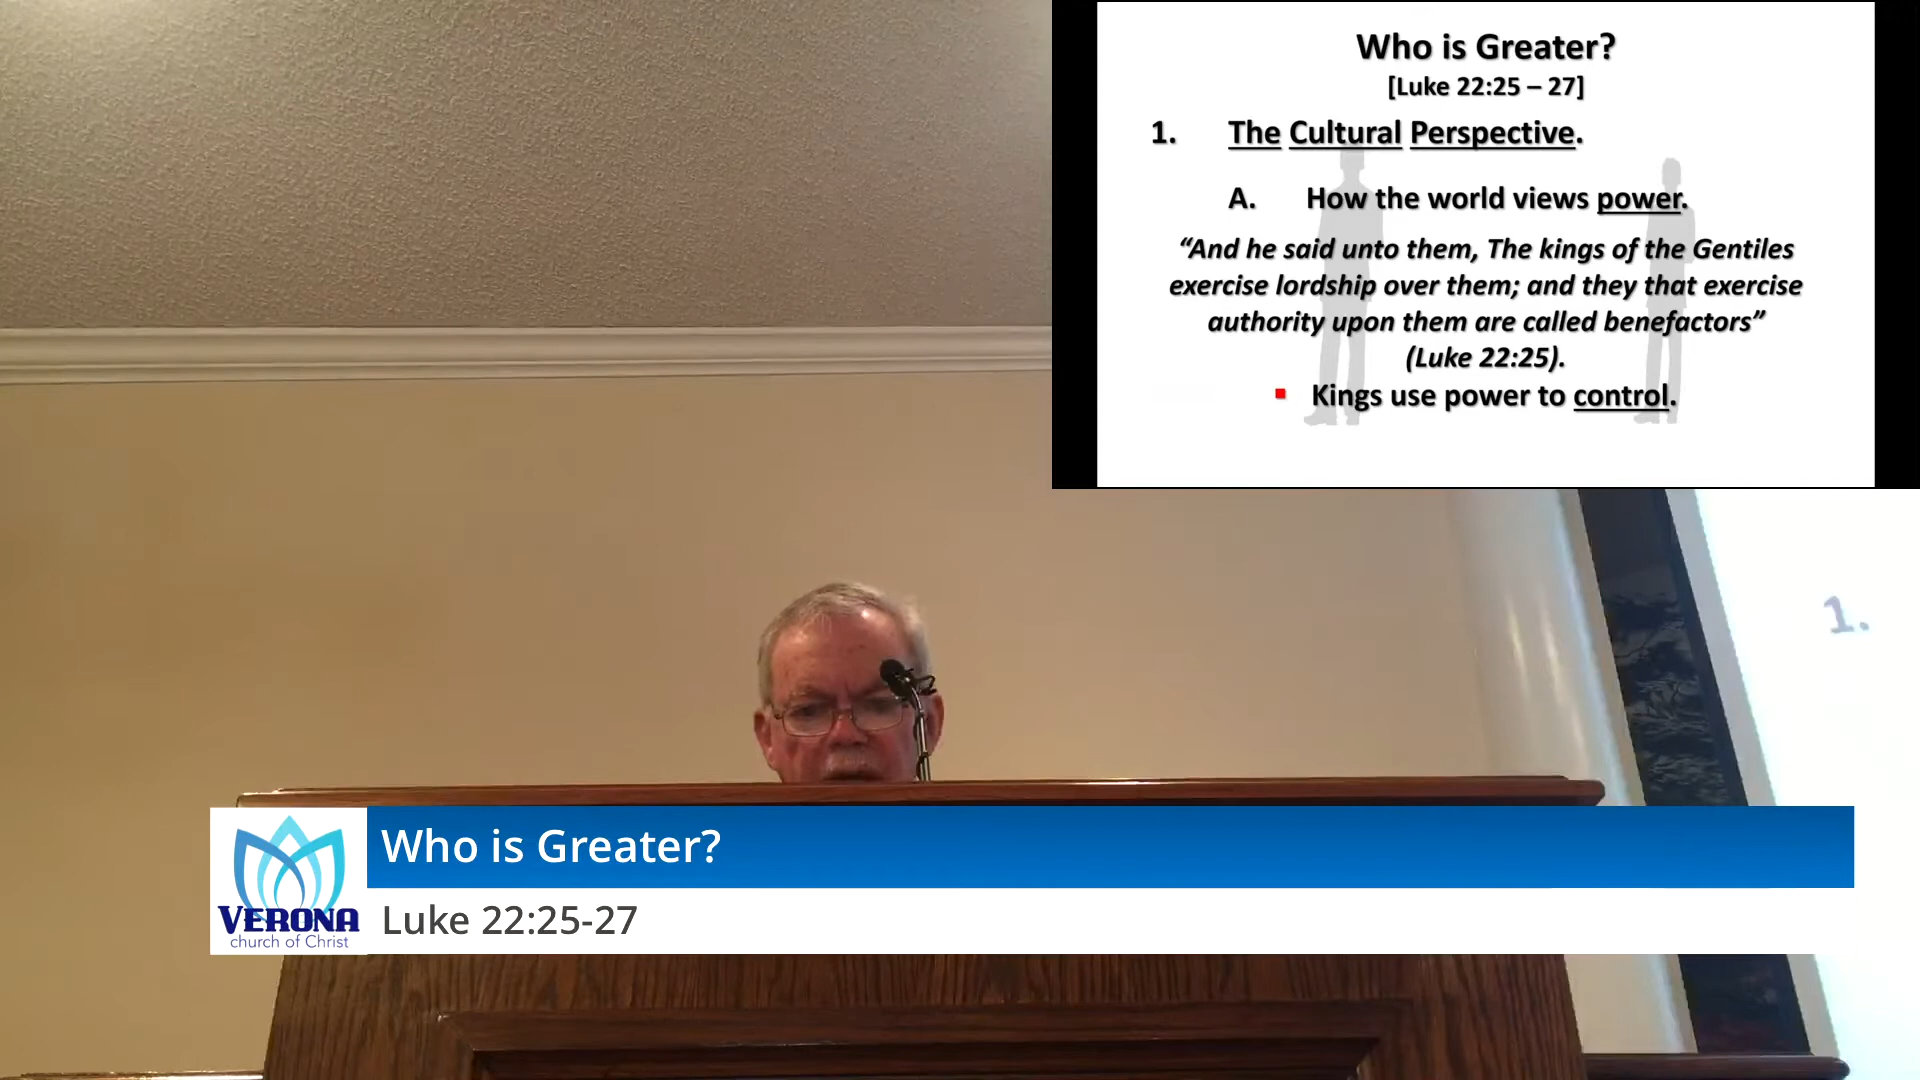 Who is Greater?
[Luke 22:25 – 27]
1. The Cultural Perspective.
A. How the world views power.
“And he said unto them, The kings of the Gentiles
exercise lordship over them; and they that exercise
authority upon them are called benefactors”
(Luke 22:25).
Kings use power to control.
1.
Who is Greater?
VERONA
church of Christ
Luke 22:25-27